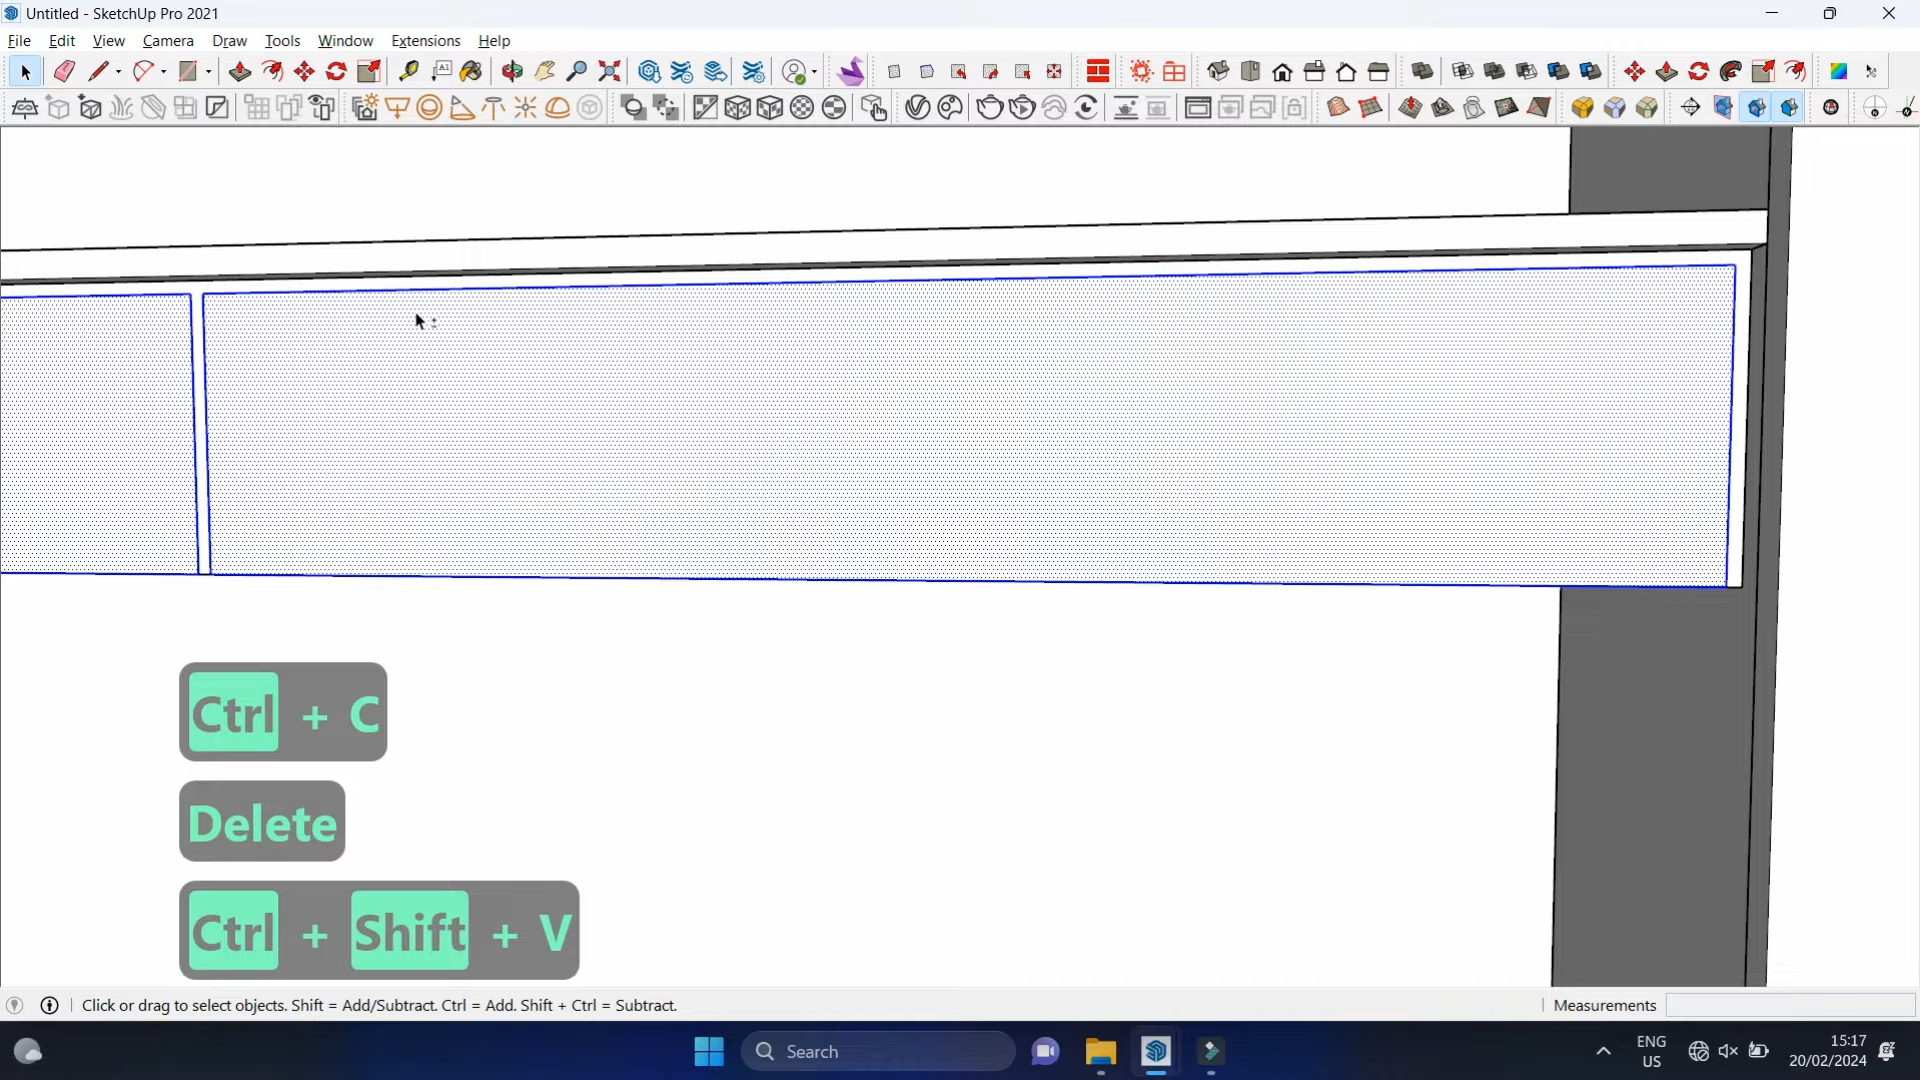 Untitled - SketchUp Pro 2021
File Edit View Camera Draw Tools Window Extensions Help
A1
Ctrl + C
Delete
Ctrl + Shift + V
Click or drag to select objects. Shift = Add/Subtract. Ctrl = Add. Shift + Ctrl = Subtract.
Measurements
Search
ENG
US
15:17
20/02/2024